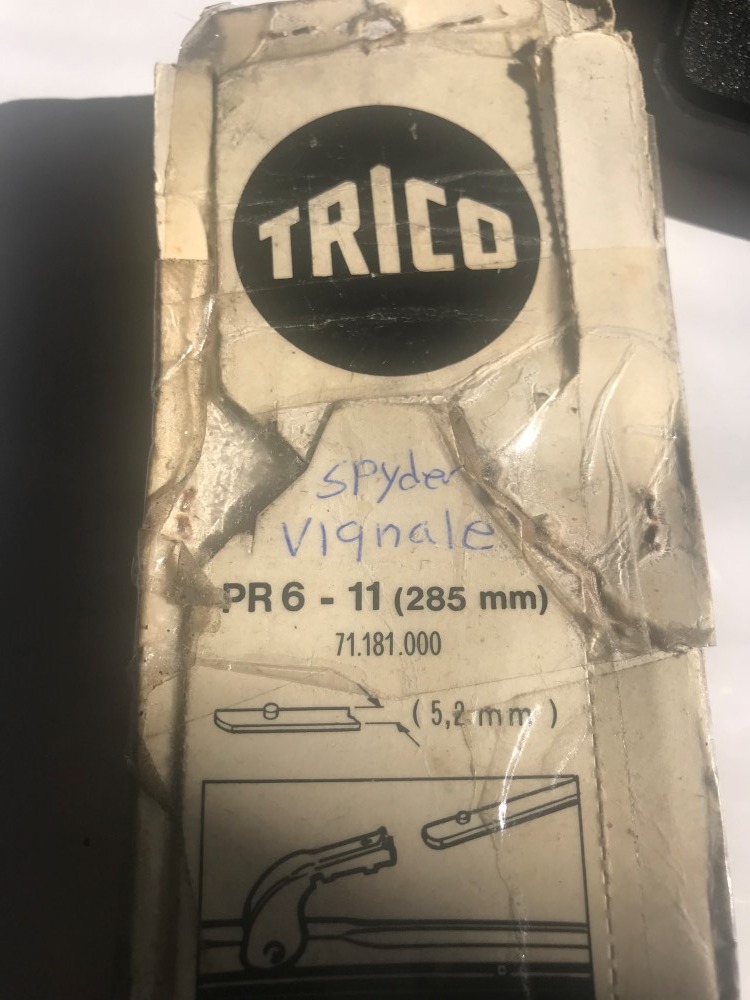 TRICO
SPyder
Vignale
PR 6 - 11 (285 mm)
71.181.000
(5,2 mm)